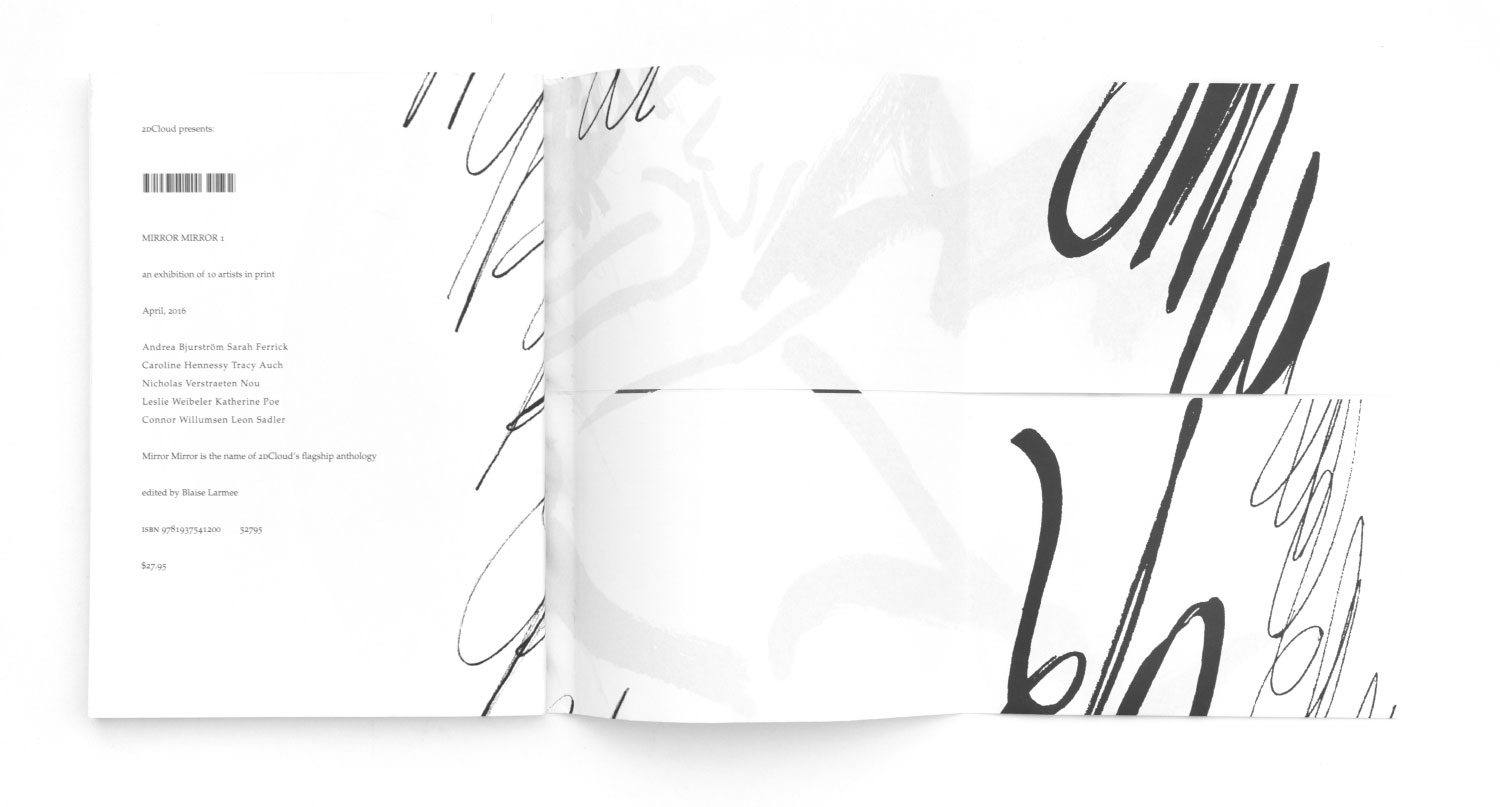 2DCloud presents:
MIRROR MIRROR 1
an exhibition of 10 artists in print
April, 2016
Andrea Bjurström Sarah Ferrick
Caroline Hennessy Tracy Auch
Nicholas Verstraeten Nou
Leslie Weibeler Katherine Poe
Connor Willumsen Leon Sadler
Mirror Mirror is the name of 2DCloud's flagship anthology
edited by Blaise Larmee
ISBN 9781937541200 52795
$27.95